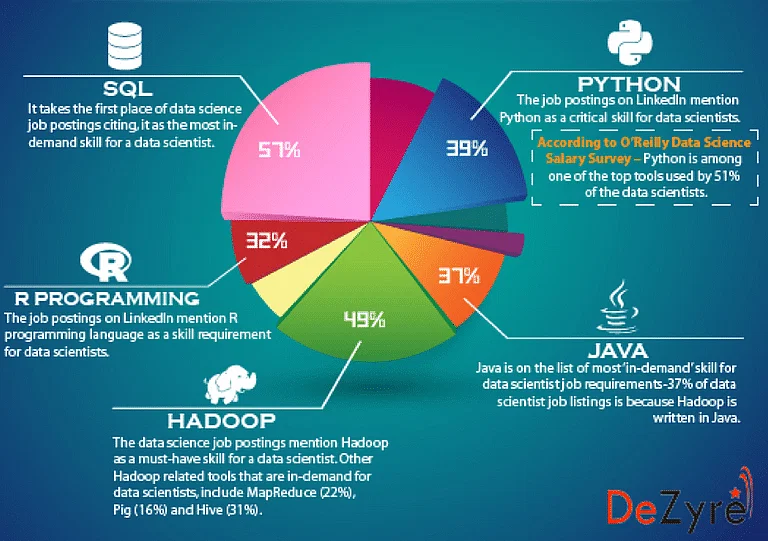 SQL
It takes the first place of data science
job postings citing, it as the most in-
demand skill for a data scientist.
57%
PYTHON
The job postings on LinkedIn mention
Python as a critical skill for data scientists.
According to O'Reilly Data Science
Salary Survey – Python is among
one of the top tools used by 51%
of the data scientists.
39%
R
R PROGRAMMING
The job postings on LinkedIn mention R
programming language as a skill requirement
for data scientists.
32%
37%
JAVA
Java is on the list of most 'in-demand' skill for
data scientist job requirements-37% of data
scientist job listings is because Hadoop is
written in Java.
49%
HADOOP
The data science job postings mention Hadoop
as a must-have skill for a data scientist. Other
Hadoop related tools that are in-demand for
data scientists, include MapReduce (22%),
Pig (16%) and Hive (31%).
DeZyre